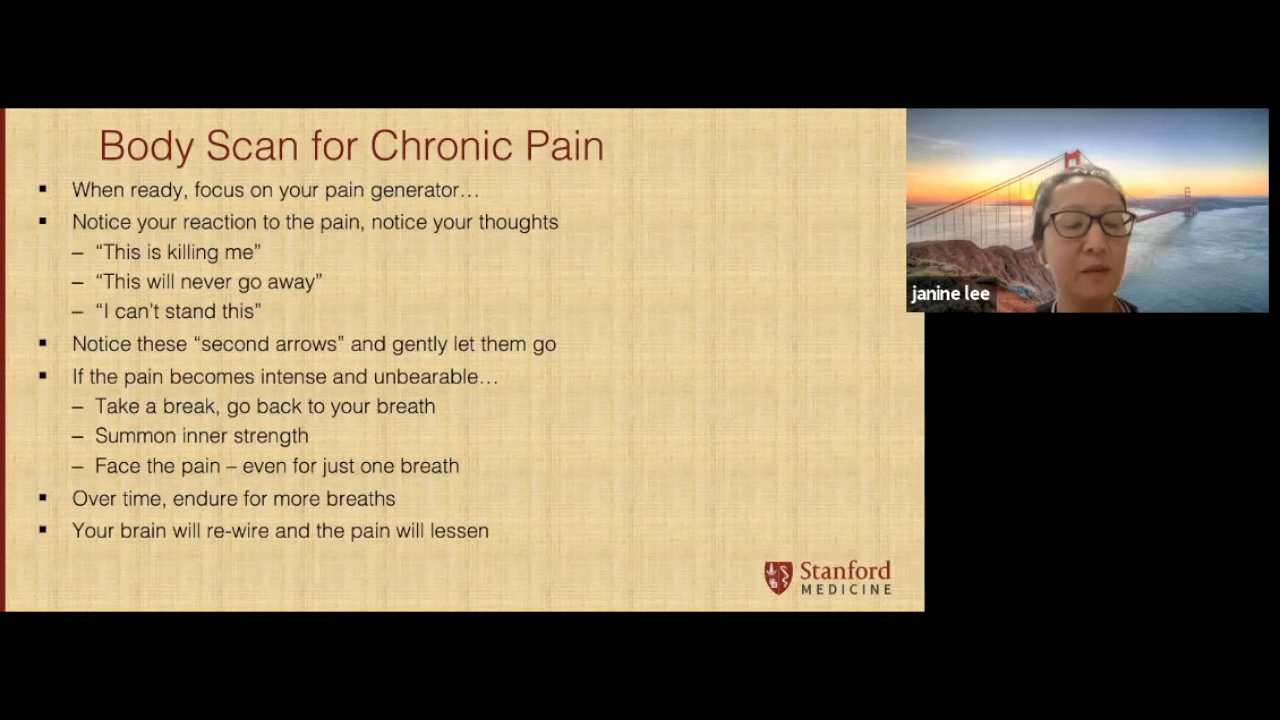 Body Scan for Chronic Pain
▪ When ready, focus on your pain generator…
▪ Notice your reaction to the pain, notice your thoughts
– “This is killing me”
– “This will never go away”
– “I can’t stand this”
▪ Notice these “second arrows” and gently let them go
▪ If the pain becomes intense and unbearable…
– Take a break, go back to your breath
– Summon inner strength
– Face the pain – even for just one breath
▪ Over time, endure for more breaths
▪ Your brain will re-wire and the pain will lessen
Stanford
MEDICINE
janine lee